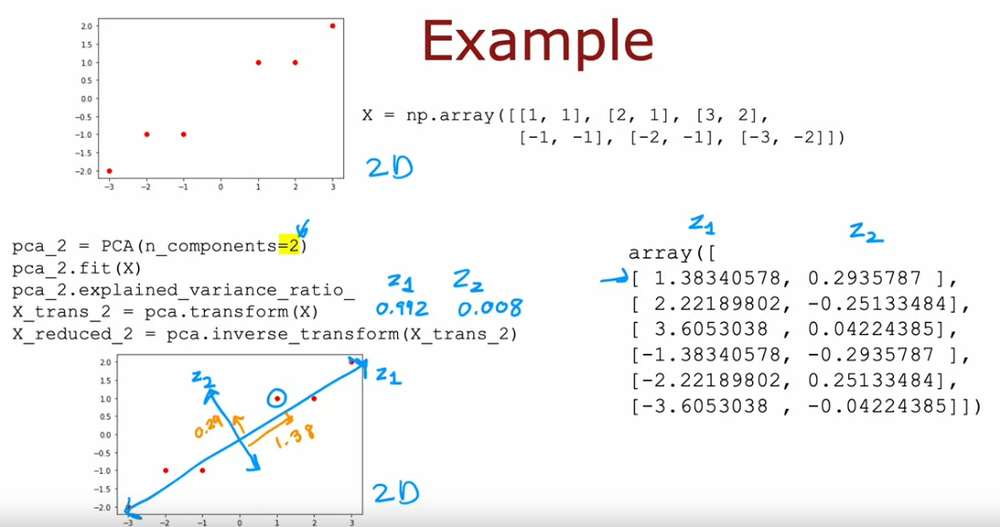 Example
2.0
1.5
1.0
0.5
0.0
−0.5
−1.0
−1.5
−2.0
−3 −2 −1 0 1 2 3
X = np.array([[1, 1], [2, 1], [3, 2],
[-1, -1], [-2, -1], [-3, -2]])
2D
pca_2 = PCA(n_components=2)
pca_2.fit(X)
pca_2.explained_variance_ratio_
X_trans_2 = pca.transform(X)
X_reduced_2 = pca.inverse_transform(X_trans_2)
z1 z2
0.992 0.008
z1 z2
array([
[ 1.38340578, 0.2935787 ],
[ 2.22189802, -0.25133484],
[ 3.6053038 , 0.04224385],
[-1.38340578, -0.2935787 ],
[-2.22189802, 0.25133484],
[-3.6053038 , -0.04224385]])
2.0
1.5
1.0
0.5
0.0
−0.5
−1.0
−1.5
−2.0
−3 −2 −1 0 1 2 3
z2
z1
0.29
1.38
2D